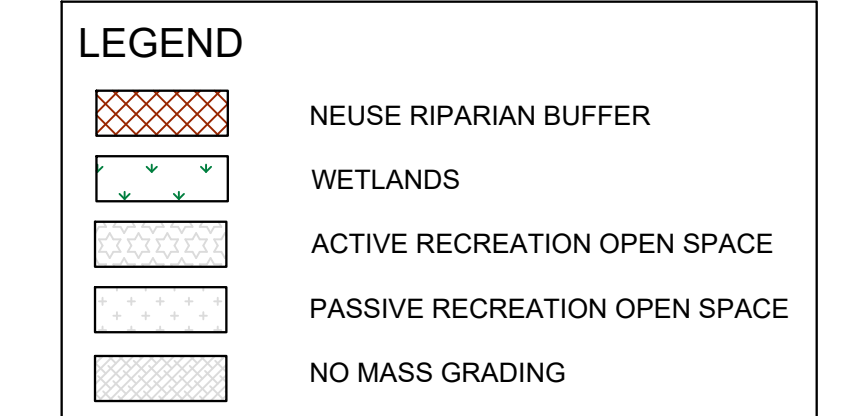 LEGEND
NEUSE RIPARIAN BUFFER
WETLANDS
ACTIVE RECREATION OPEN SPACE
PASSIVE RECREATION OPEN SPACE
NO MASS GRADING